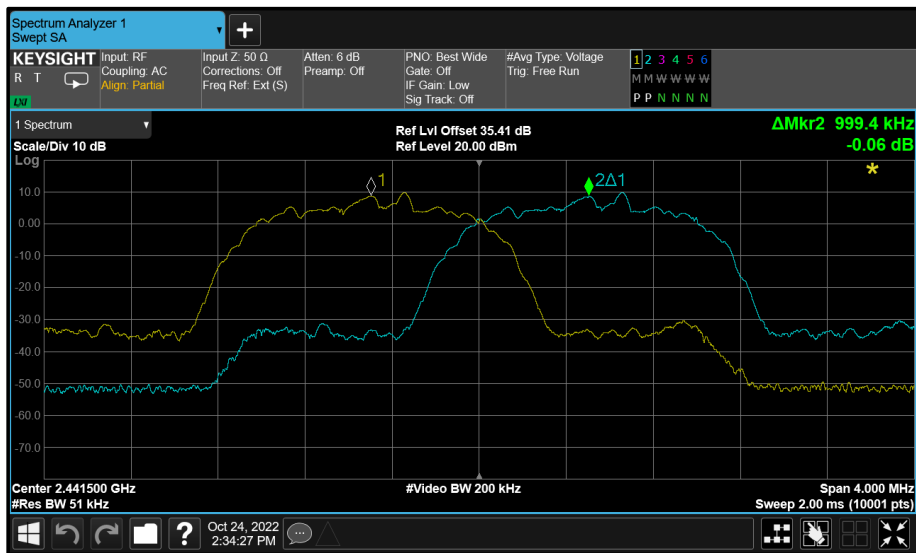 Spectrum Analyzer 1
Swept SA
KEYSIGHT
R T
LXI
Input: RF
Coupling: AC
Align: Partial
Input Z: 50 Ω
Corrections: Off
Freq Ref: Ext (S)
Atten: 6 dB
Preamp: Off
PNO: Best Wide
Gate: Off
IF Gain: Low
Sig Track: Off
#Avg Type: Voltage
Trig: Free Run
1 2 3 4 5 6
M M W W W W
P P N N N N
1 Spectrum
Scale/Div 10 dB
Ref Lvl Offset 35.41 dB
Ref Level 20.00 dBm
ΔMkr2 999.4 kHz
-0.06 dB
Log
*
1
2Δ1
10.0
0.00
-10.0
-20.0
-30.0
-40.0
-50.0
-60.0
-70.0
Center 2.441500 GHz
#Video BW 200 kHz
Span 4.000 MHz
#Res BW 51 kHz
Sweep 2.00 ms (10001 pts)
?
Oct 24, 2022
2:34:27 PM